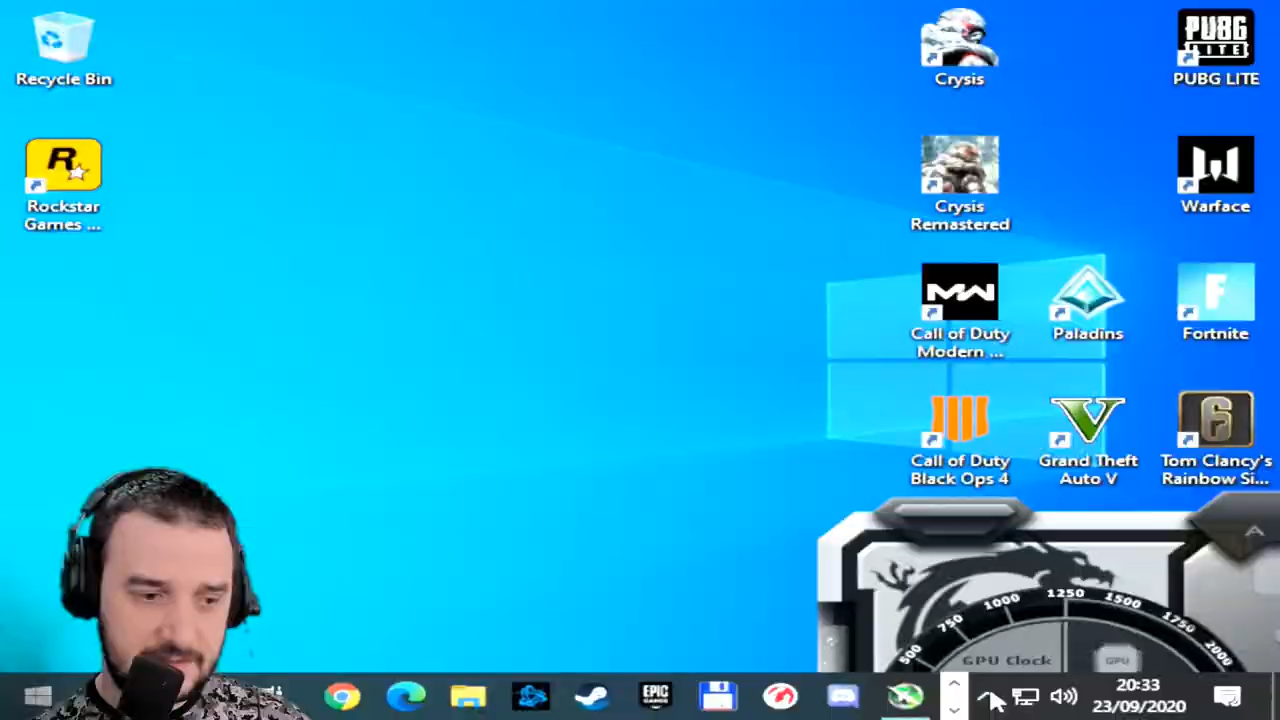 Recycle Bin
Rockstar
Games ...
Crysis
PUBG
LITE
PUBG LITE
Crysis
Remastered
Warface
MW
Call of Duty
Modern ...
Paladins
F
Fortnite
Call of Duty
Black Ops 4
V
Grand Theft
Auto V
6
Tom Clancy's
Rainbow Si...
500
750
1000
1250
1500
1750
2000
GPU Clock
GPU
EPIC
GAMES
20:33
23/09/2020